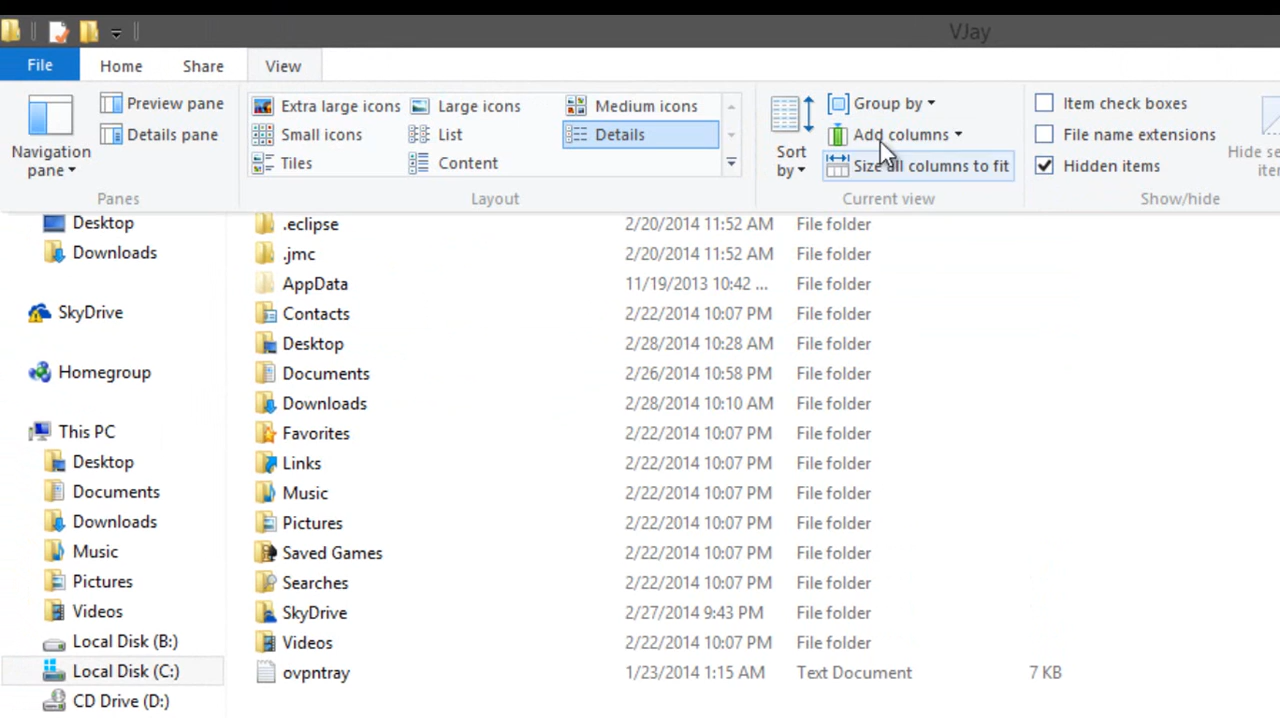 VJay
File Home Share View
Navigation pane
Preview pane
Details pane
Panes
Extra large icons Large icons Medium icons
Small icons List Details
Tiles Content
Layout
Sort by
Group by
Add columns
Size all columns to fit
Current view
Item check boxes
File name extensions
Hidden items
Show/hide
Desktop
Downloads
SkyDrive
Homegroup
This PC
Desktop
Documents
Downloads
Music
Pictures
Videos
Local Disk (B:)
Local Disk (C:)
CD Drive (D:)
.eclipse 2/20/2014 11:52 AM File folder
.jmc 2/20/2014 11:52 AM File folder
AppData 11/19/2013 10:42 ... File folder
Contacts 2/22/2014 10:07 PM File folder
Desktop 2/28/2014 10:28 AM File folder
Documents 2/26/2014 10:58 PM File folder
Downloads 2/28/2014 10:10 AM File folder
Favorites 2/22/2014 10:07 PM File folder
Links 2/22/2014 10:07 PM File folder
Music 2/22/2014 10:07 PM File folder
Pictures 2/22/2014 10:07 PM File folder
Saved Games 2/22/2014 10:07 PM File folder
Searches 2/22/2014 10:07 PM File folder
SkyDrive 2/27/2014 9:43 PM File folder
Videos 2/22/2014 10:07 PM File folder
ovpntray 1/23/2014 1:15 AM Text Document 7 KB